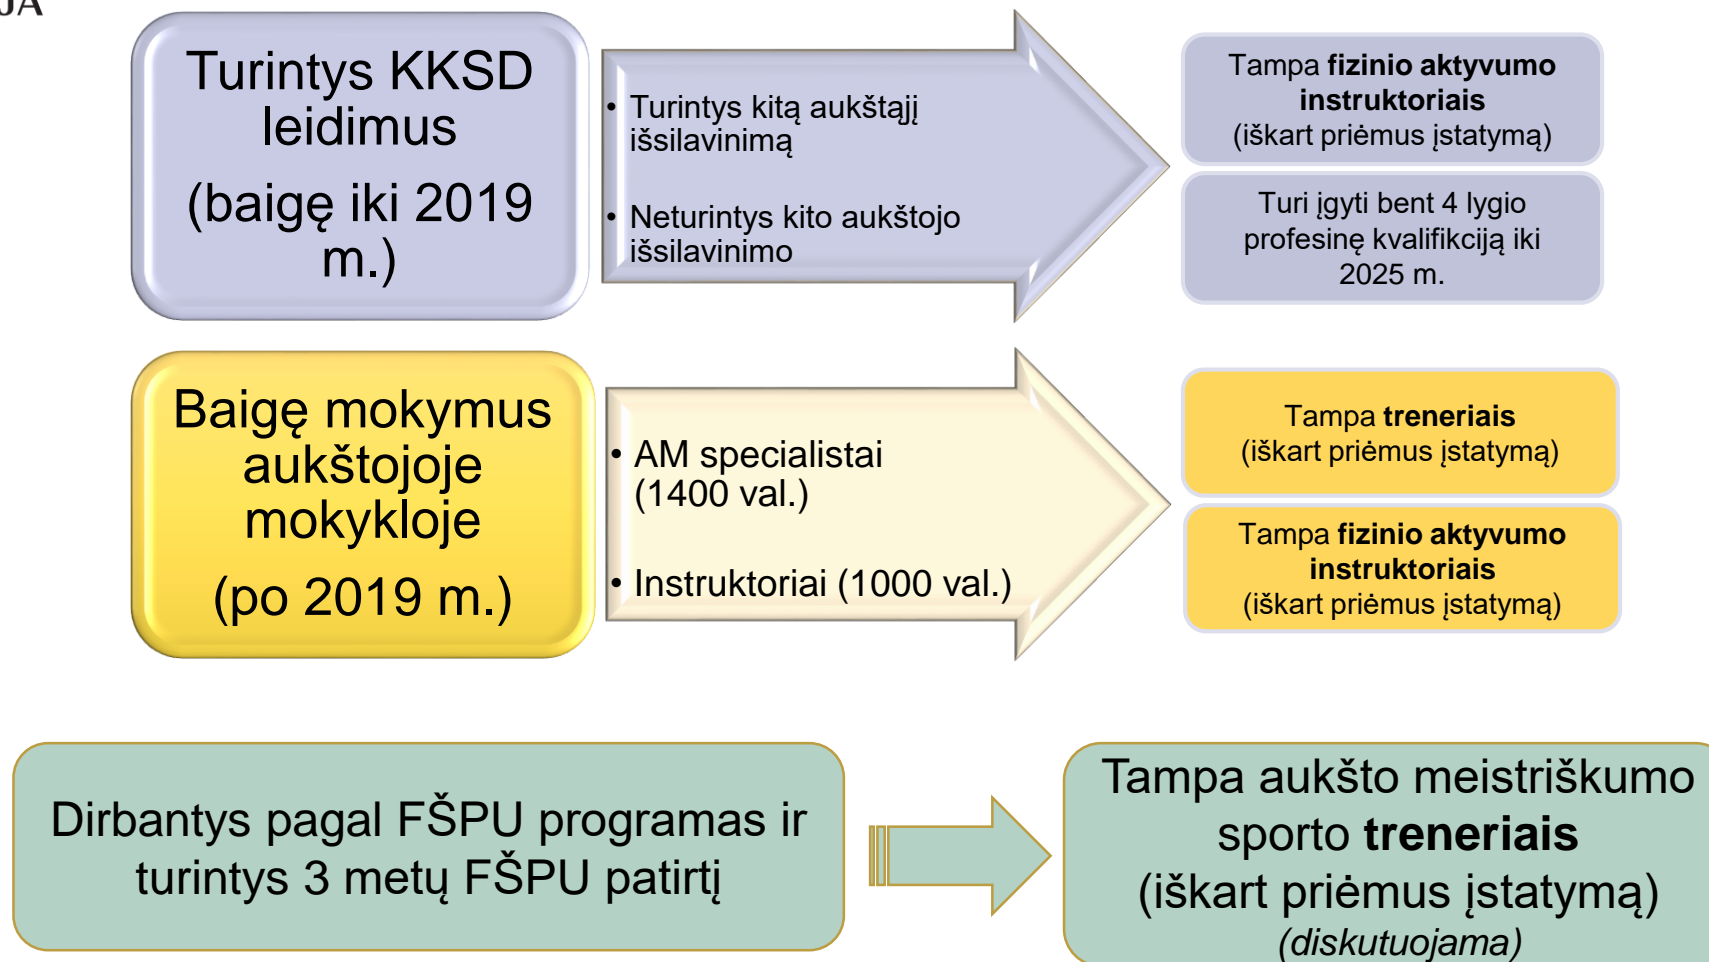 JA
Turintys KKSD
leidimus
(baigę iki 2019
m.)
• Turintys kitą aukštąjį
išsilavinimą
• Neturintys kito aukštojo
išsilavinimo
Tampa fizinio aktyvumo
instruktoriais
(iškart priėmus įstatymą)
Turi įgyti bent 4 lygio
profesinę kvalifikciją iki
2025 m.
Baigę mokymus
aukštojoje
mokykloje
(po 2019 m.)
• AM specialistai
(1400 val.)
• Instruktoriai (1000 val.)
Tampa treneriais
(iškart priėmus įstatymą)
Tampa fizinio aktyvumo
instruktoriais
(iškart priėmus įstatymą)
Dirbantys pagal FŠPU programas ir
turintys 3 metų FŠPU patirtį
Tampa aukšto meistriškumo
sporto treneriais
(iškart priėmus įstatymą)
(diskutuojama)